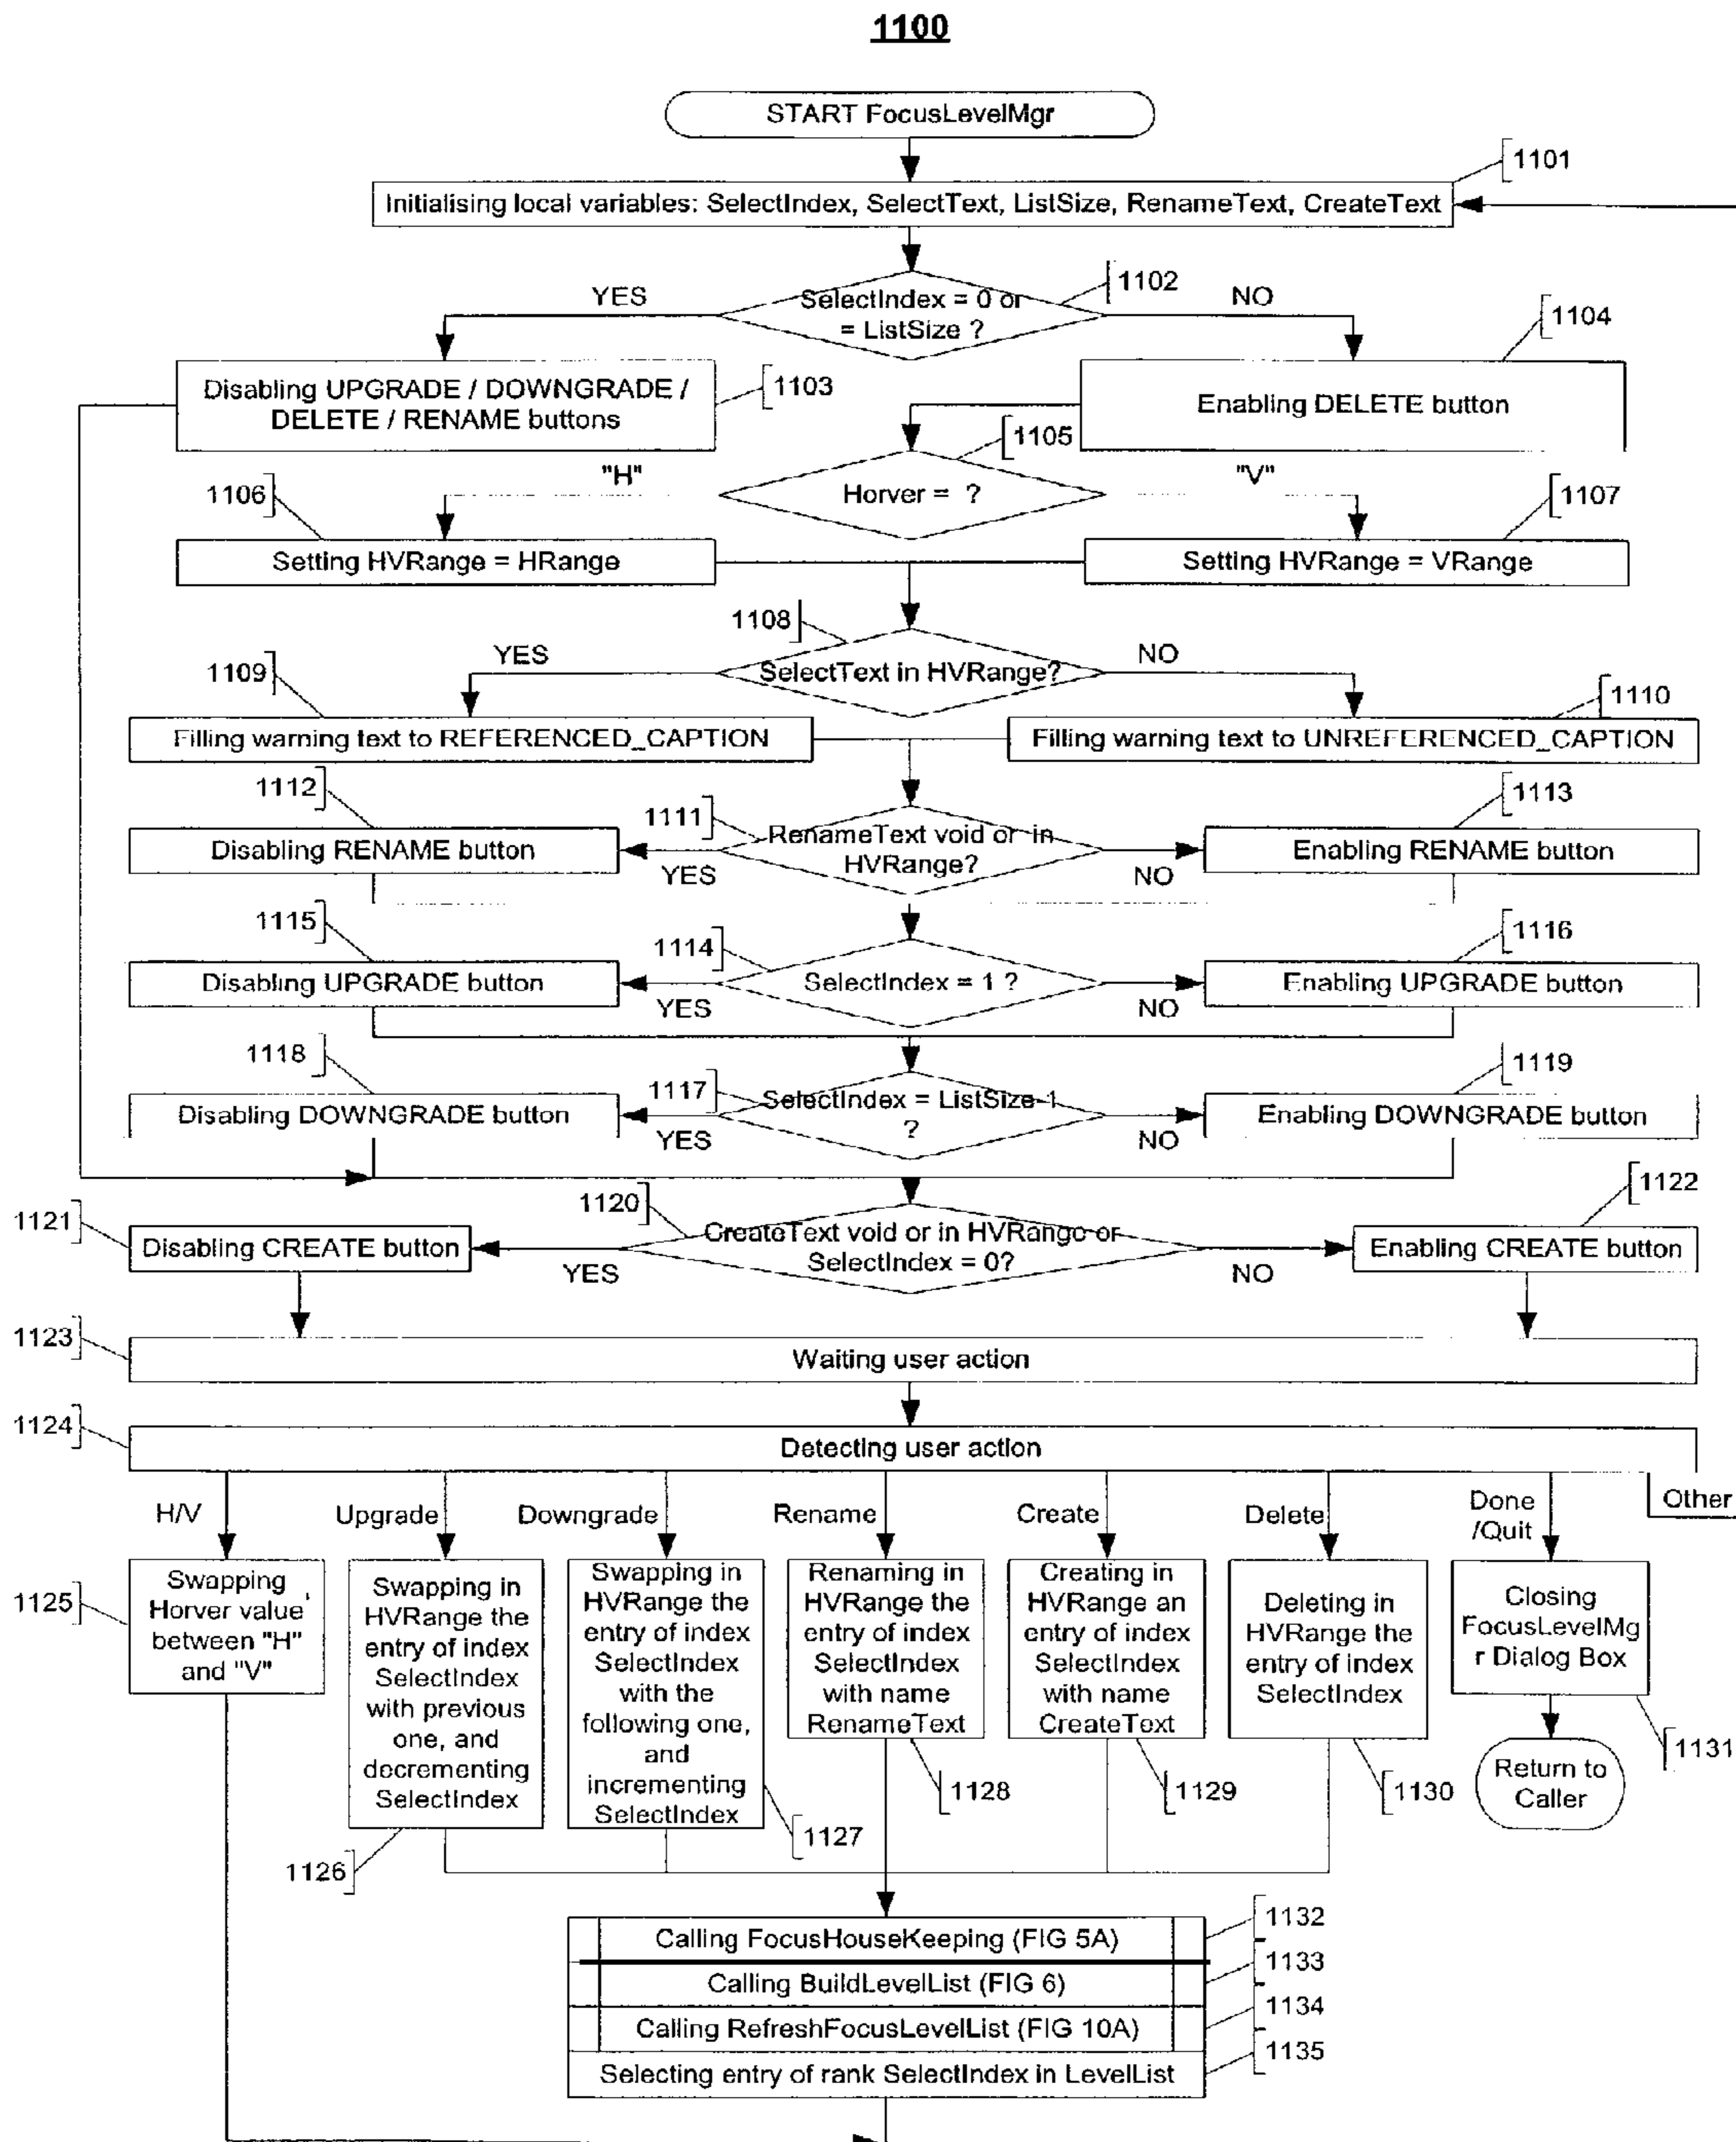 1100
START FocusLevelMgr
1101
Initialising local variables: SelectIndex, SelectText, ListSize, RenameText, CreateText
1102
YES
SelectIndex = 0 or
= ListSize ?
NO
1104
Disabling UPGRADE / DOWNGRADE /
DELETE / RENAME buttons
1103
Enabling DELETE button
1105
1106
"H"
Horver = ?
"V"
1107
Setting HVRange = HRange
Setting HVRange = VRange
1108
1109
YES
SelectText in HVRange?
NO
1110
Filling warning text to REFERENCED_CAPTION
Filling warning text to UNREFERENCED_CAPTION
1112
1111
1113
Disabling RENAME button
YES
RenameText void or in
HVRange?
NO
Enabling RENAME button
1115
1114
1116
Disabling UPGRADE button
YES
SelectIndex = 1 ?
NO
Enabling UPGRADE button
1118
1117
1119
Disabling DOWNGRADE button
YES
SelectIndex = ListSize-1
?
NO
Enabling DOWNGRADE button
1120
1122
1121
Disabling CREATE button
YES
CreateText void or in HVRange or
SelectIndex = 0?
NO
Enabling CREATE button
1123
Waiting user action
1124
Detecting user action
H/V
Upgrade
Downgrade
Rename
Create
Delete
Done
/Quit
Other
1125
Swapping
Horver value
between "H"
and "V"
Swapping in
HVRange the
entry of index
SelectIndex
with previous
one, and
decrementing
SelectIndex
Swapping in
HVRange the
entry of index
SelectIndex
with the
following one,
and
incrementing
SelectIndex
Renaming in
HVRange the
entry of index
SelectIndex
with name
RenameText
Creating in
HVRange an
entry of index
SelectIndex
with name
CreateText
Deleting in
HVRange the
entry of index
SelectIndex
Closing
FocusLevelMg
r Dialog Box
1131
Return to
Caller
1126
1127
1128
1129
1130
Calling FocusHouseKeeping (FIG 5A)
1132
Calling BuildLevelList (FIG 6)
1133
Calling RefreshFocusLevelList (FIG 10A)
1134
Selecting entry of rank SelectIndex in LevelList
1135